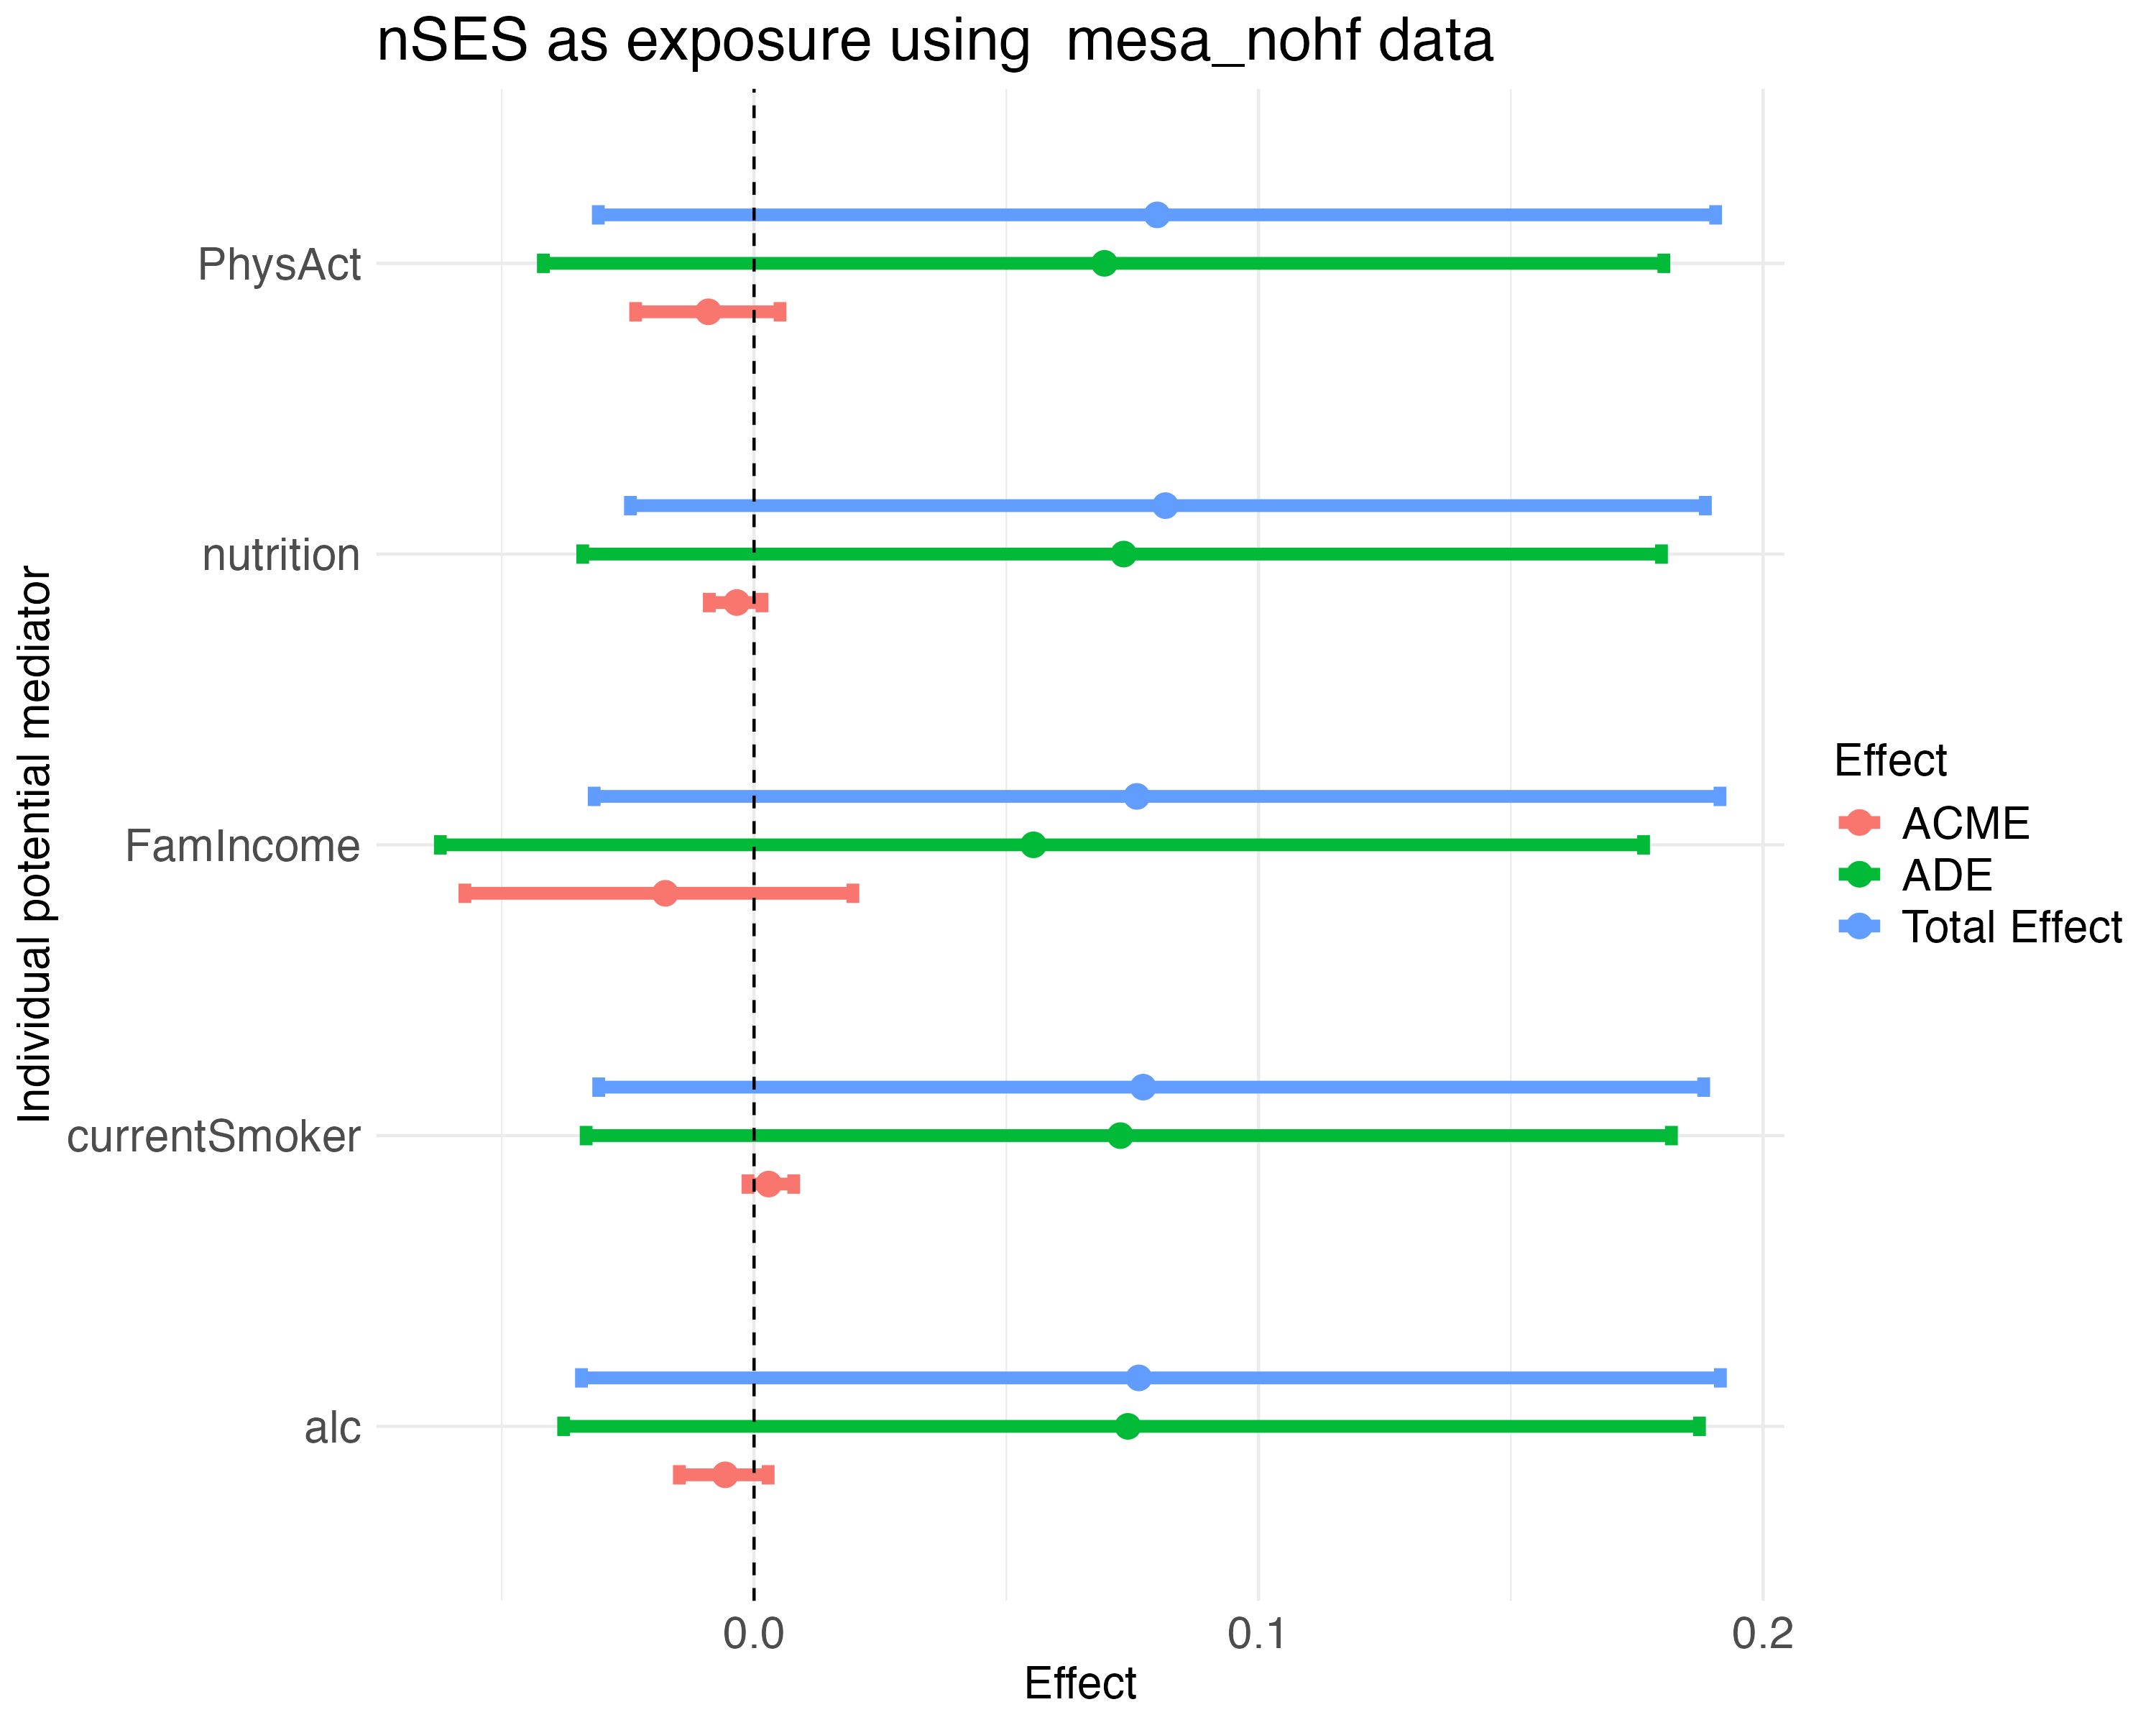 nSES as exposure using  mesa_nohf data
Individual potential mediator
PhysAct
nutrition
FamIncome
currentSmoker
alc
0.0
0.1
0.2
Effect
Effect
ACME
ADE
Total Effect